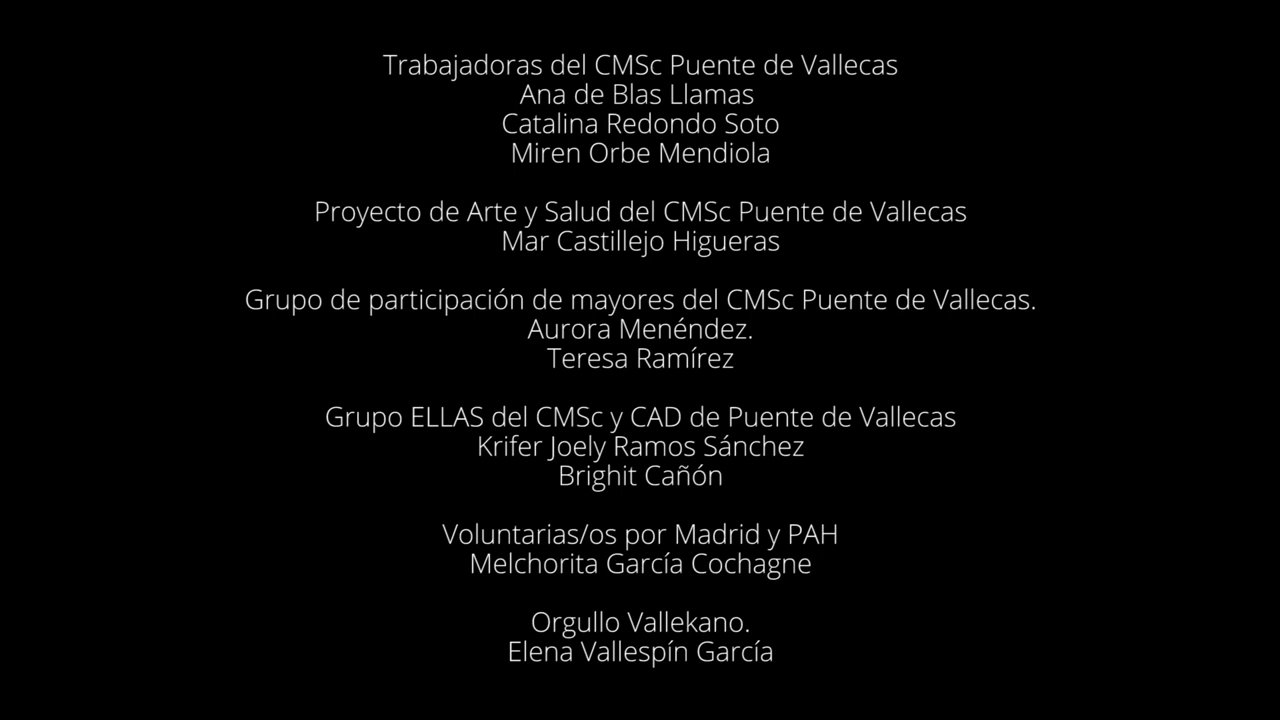 Trabajadoras del CMSc Puente de Vallecas
Ana de Blas Llamas
Catalina Redondo Soto
Miren Orbe Mendiola
Proyecto de Arte y Salud del CMSc Puente de Vallecas
Mar Castillejo Higueras
Grupo de participación de mayores del CMSc Puente de Vallecas.
Aurora Menéndez.
Teresa Ramírez
Grupo ELLAS del CMSc y CAD de Puente de Vallecas
Krifer Joely Ramos Sánchez
Brighit Cañón
Voluntarias/os por Madrid y PAH
Melchorita García Cochagne
Orgullo Vallekano.
Elena Vallespín García